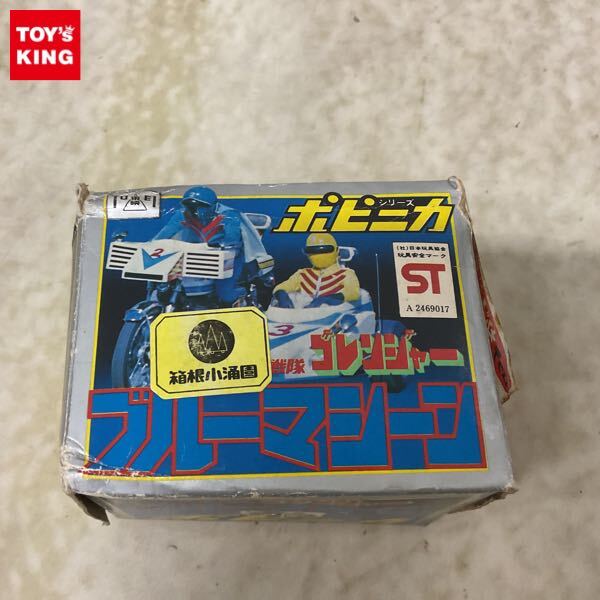 TOY's
KING
シリーズ
ポピニカ
(社)日本玩具協会
玩具安全マーク
ST
A 2469017
戦隊 ゴレンジャー
箱根小涌園
ブルーマシーン